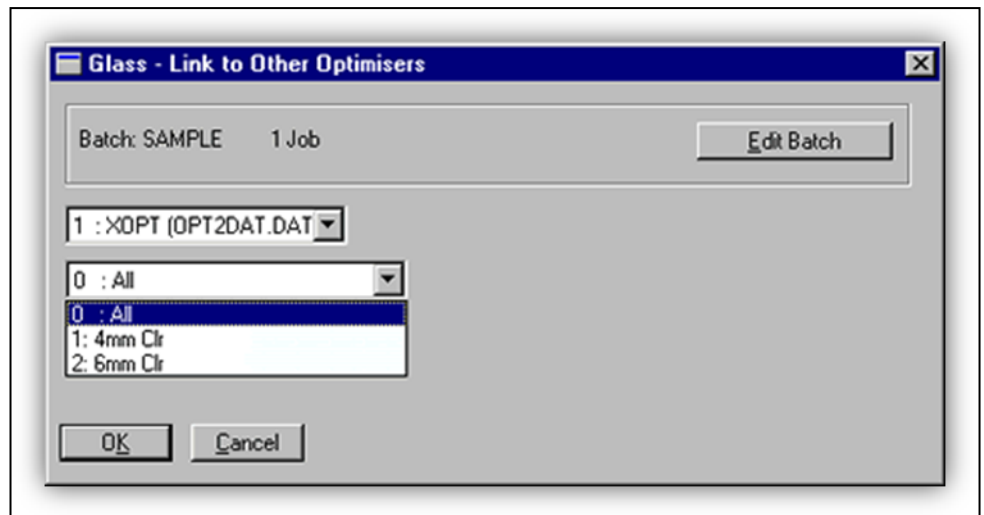 Glass - Link to Other Optimisers
Batch: SAMPLE 1 Job Edit Batch
1 : XOPT (OPT2DAT.DAT
0 : All
0 : All
1: 4mm Clr
2: 6mm Clr
OK Cancel